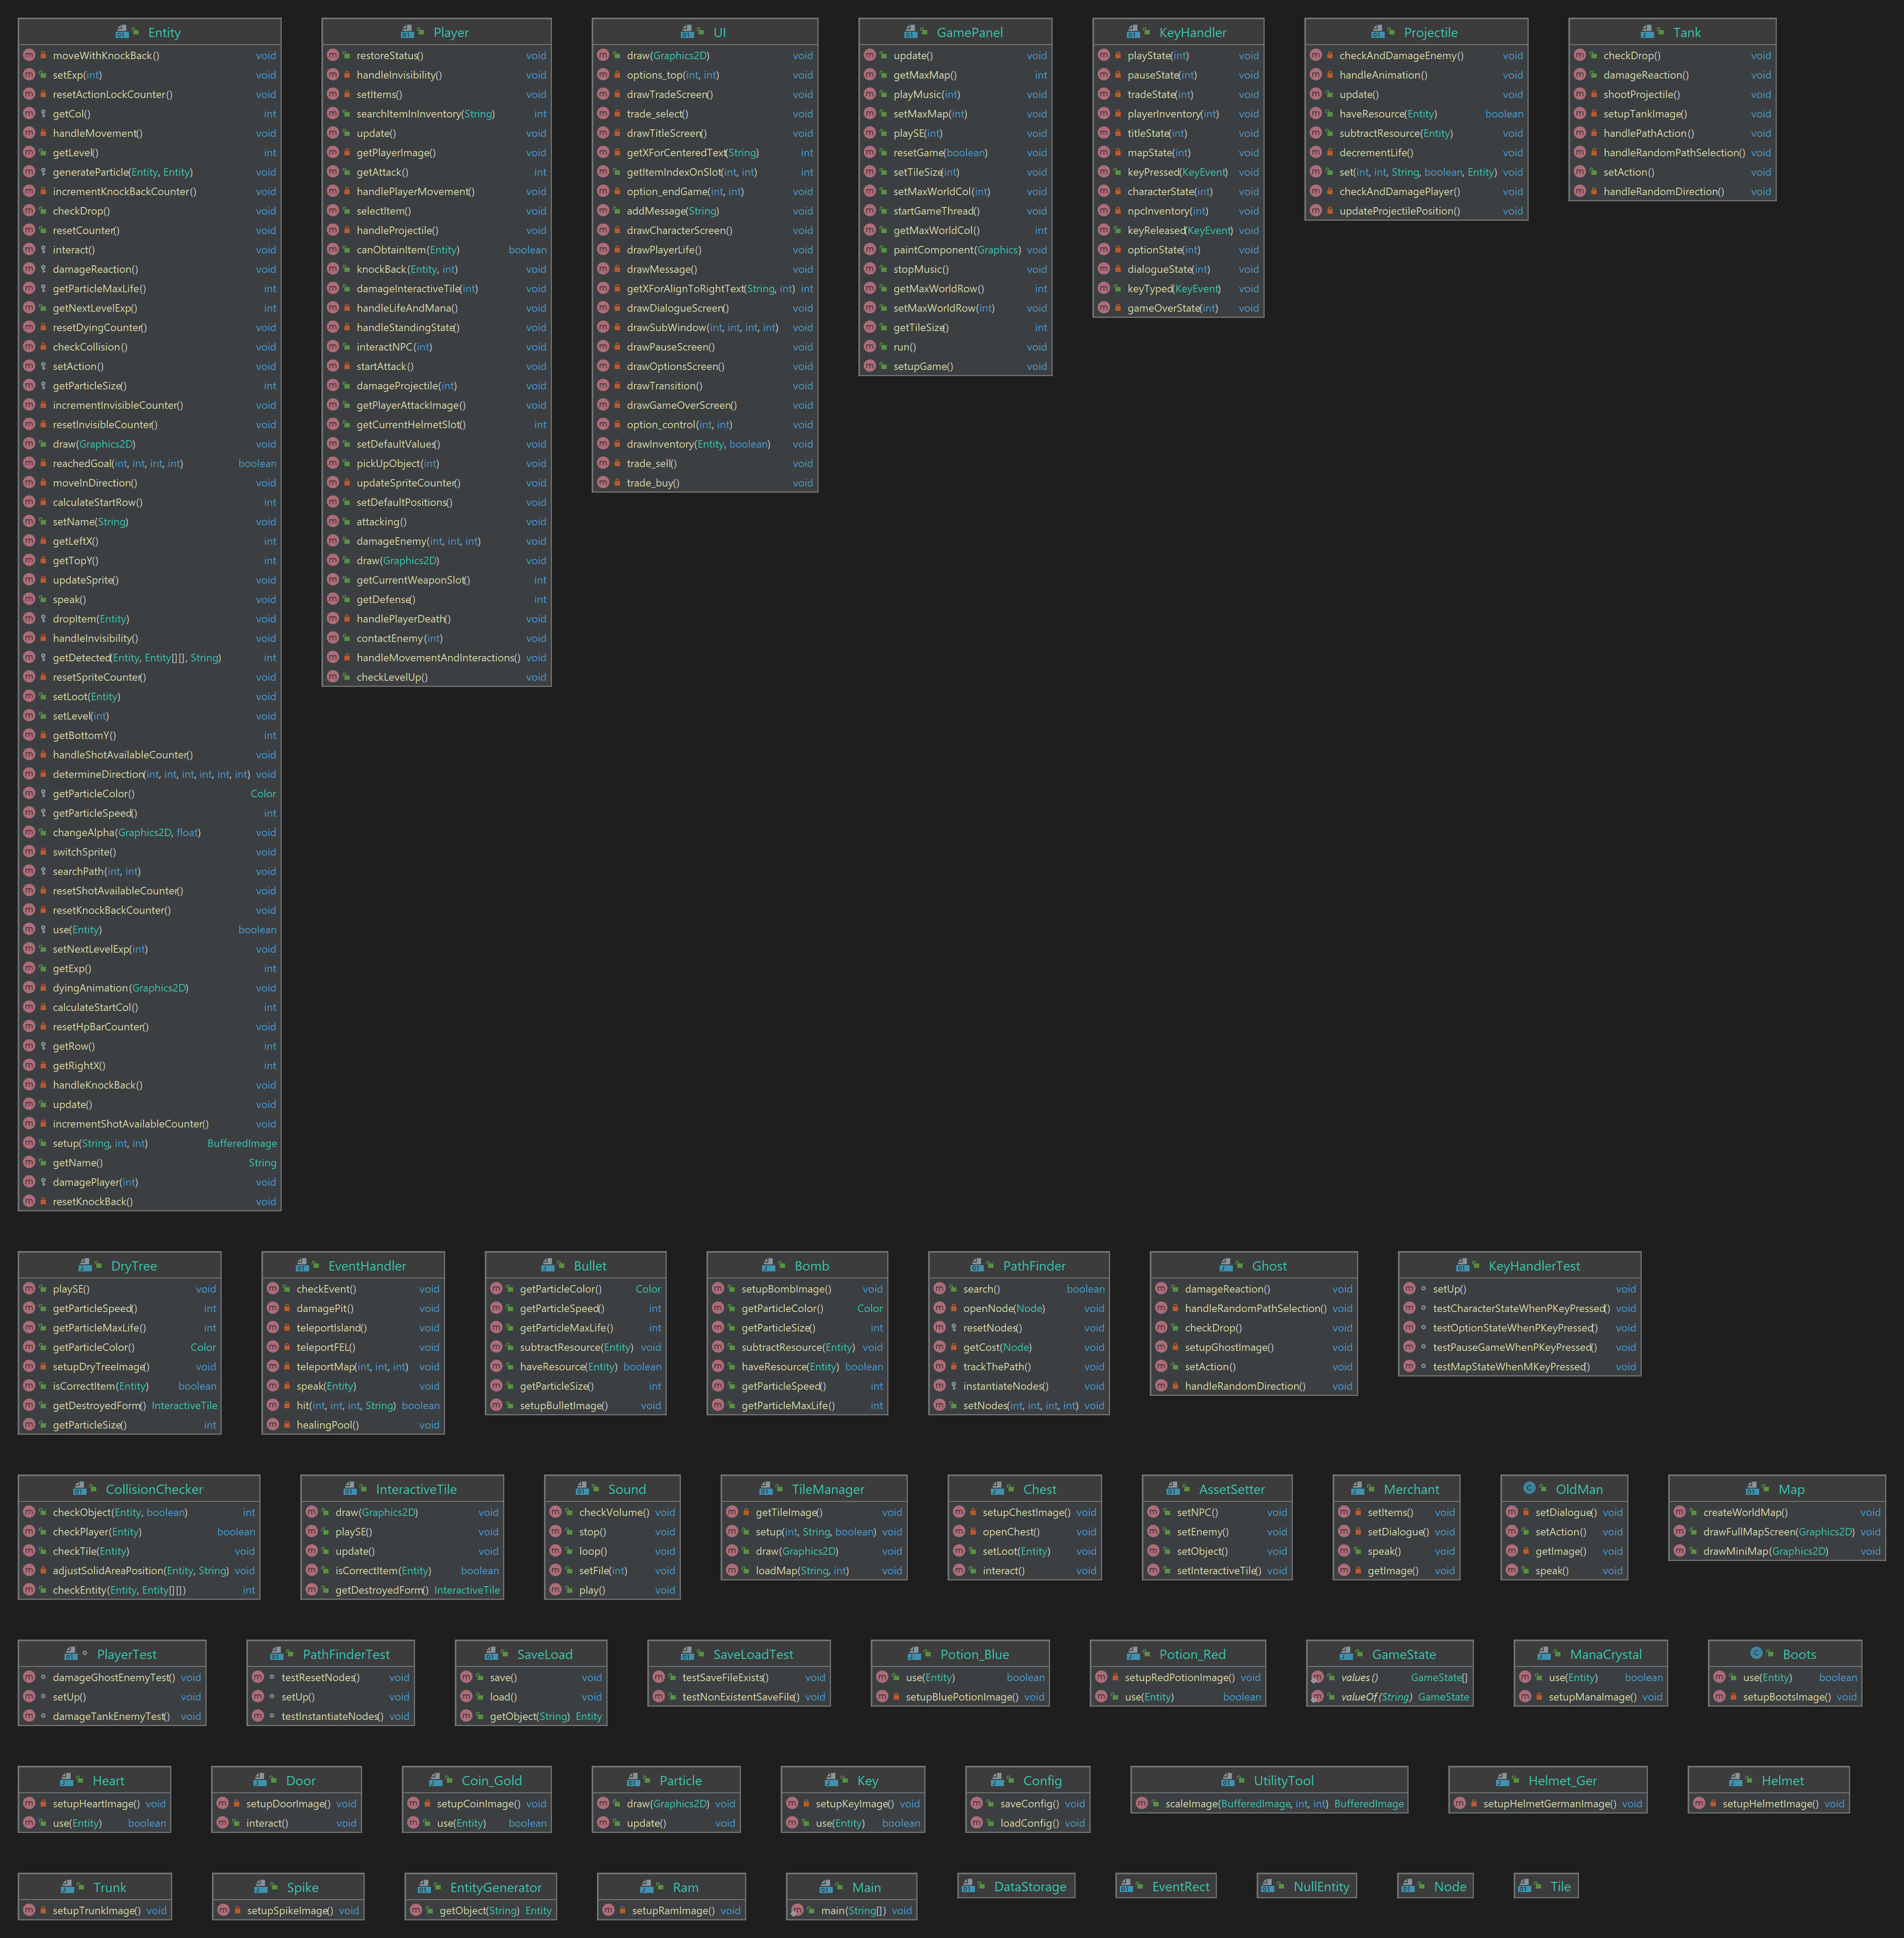 Entity
moveWithKnockBack() void
setExp(int) void
resetActionLockCounter() void
getCol() int
handleMovement() void
getLevel() int
generateParticle(Entity, Entity) void
incrementKnockBackCounter() void
checkDrop() void
resetCounter() void
interact() void
damageReaction() void
getParticleMaxLife() int
getNextLevelExp() int
resetDyingCounter() void
checkCollision() void
setAction() void
getParticleSize() int
incrementInvisibleCounter() void
resetInvisibleCounter() void
draw(Graphics2D) void
reachedGoal(int, int, int, int) boolean
moveInDirection() void
calculateStartRow() int
setName(String) void
getLeftX() int
getTopY() int
updateSprite() void
speak() void
dropItem(Entity) void
handleInvisibility() void
getDetected(Entity, Entity[][], String) int
resetSpriteCounter() void
setLoot(Entity) void
setLevel(int) void
getBottomY() int
handleShotAvailableCounter() void
determineDirection(int, int, int, int, int, int) void
getParticleColor() Color
getParticleSpeed() int
changeAlpha(Graphics2D, float) void
switchSprite() void
searchPath(int, int) void
resetShotAvailableCounter() void
resetKnockBackCounter() void
use(Entity) boolean
setNextLevelExp(int) void
getExp() int
dyingAnimation(Graphics2D) void
calculateStartCol() int
resetHpBarCounter() void
getRow() int
getRightX() int
handleKnockBack() void
update() void
incrementShotAvailableCounter() void
setup(String, int, int) BufferedImage
getName() String
damagePlayer(int) void
resetKnockBack() void
Player
restoreStatus() void
handleInvisibility() void
setItems() void
searchItemInInventory(String) int
update() void
getPlayerImage() void
getAttack() int
handlePlayerMovement() void
selectItem() void
handleProjectile() void
canObtainItem(Entity) boolean
knockBack(Entity, int) void
damageInteractiveTile(int) void
handleLifeAndMana() void
handleStandingState() void
interactNPC(int) void
startAttack() void
damageProjectile(int) void
getPlayerAttackImage() void
getCurrentHelmetSlot() int
setDefaultValues() void
pickUpObject(int) void
updateSpriteCounter() void
setDefaultPositions() void
attacking() void
damageEnemy(int, int, int) void
draw(Graphics2D) void
getCurrentWeaponSlot() int
getDefense() int
handlePlayerDeath() void
contactEnemy(int) void
handleMovementAndInteractions() void
checkLevelUp() void
UI
draw(Graphics2D) void
options_top(int, int) void
drawTradeScreen() void
trade_select() void
drawTitleScreen() void
getXForCenteredText(String) int
getItemIndexOnSlot(int, int) int
option_endGame(int, int) void
addMessage(String) void
drawCharacterScreen() void
drawPlayerLife() void
drawMessage() void
getXForAlignToRightText(String, int) int
drawDialogueScreen() void
drawSubWindow(int, int, int, int) void
drawPauseScreen() void
drawOptionsScreen() void
drawTransition() void
drawGameOverScreen() void
option_control(int, int) void
drawInventory(Entity, boolean) void
trade_sell() void
trade_buy() void
GamePanel
update() void
getMaxMap() int
playMusic(int) void
setMaxMap(int) void
playSE(int) void
resetGame(boolean) void
setTileSize(int) void
setMaxWorldCol(int) void
startGameThread() void
getMaxWorldCol() int
paintComponent(Graphics) void
stopMusic() void
getMaxWorldRow() int
setMaxWorldRow(int) void
getTileSize() int
run() void
setupGame() void
KeyHandler
playState(int) void
pauseState(int) void
tradeState(int) void
playerInventory(int) void
titleState(int) void
mapState(int) void
keyPressed(KeyEvent) void
characterState(int) void
npcInventory(int) void
keyReleased(KeyEvent) void
optionState(int) void
dialogueState(int) void
keyTyped(KeyEvent) void
gameOverState(int) void
Projectile
checkAndDamageEnemy() void
handleAnimation() void
update() void
haveResource(Entity) boolean
subtractResource(Entity) void
decrementLife() void
set(int, int, String, boolean, Entity) void
checkAndDamagePlayer() void
updateProjectilePosition() void
Tank
checkDrop() void
damageReaction() void
shootProjectile() void
setupTankImage() void
handlePathAction() void
handleRandomPathSelection() void
setAction() void
handleRandomDirection() void
DryTree
playSE() void
getParticleSpeed() int
getParticleMaxLife() int
getParticleColor() Color
setupDryTreeImage() void
isCorrectItem(Entity) boolean
getDestroyedForm() InteractiveTile
getParticleSize() int
EventHandler
checkEvent() void
damagePit() void
teleportIsland() void
teleportFEL() void
teleportMap(int, int, int) void
speak(Entity) void
hit(int, int, int, String) boolean
healingPool() void
Bullet
getParticleColor() Color
getParticleSpeed() int
getParticleMaxLife() int
subtractResource(Entity) void
haveResource(Entity) boolean
getParticleSize() int
setupBulletImage() void
Bomb
setupBombImage() void
getParticleColor() Color
getParticleSize() int
subtractResource(Entity) void
haveResource(Entity) boolean
getParticleSpeed() int
getParticleMaxLife() int
PathFinder
search() boolean
openNode(Node) void
resetNodes() void
getCost(Node) void
trackThePath() void
instantiateNodes() void
setNodes(int, int, int, int) void
Ghost
damageReaction() void
handleRandomPathSelection() void
checkDrop() void
setupGhostImage() void
setAction() void
handleRandomDirection() void
KeyHandlerTest
setUp() void
testCharacterStateWhenPKeyPressed() void
testOptionStateWhenPKeyPressed() void
testPauseGameWhenPKeyPressed() void
testMapStateWhenMKeyPressed() void
CollisionChecker
checkObject(Entity, boolean) int
checkPlayer(Entity) boolean
checkTile(Entity) void
adjustSolidAreaPosition(Entity, String) void
checkEntity(Entity, Entity[][]) int
InteractiveTile
draw(Graphics2D) void
playSE() void
update() void
isCorrectItem(Entity) boolean
getDestroyedForm() InteractiveTile
Sound
checkVolume() void
stop() void
loop() void
setFile(int) void
play() void
TileManager
getTileImage() void
setup(int, String, boolean) void
draw(Graphics2D) void
loadMap(String, int) void
Chest
setupChestImage() void
openChest() void
setLoot(Entity) void
interact() void
AssetSetter
setNPC() void
setEnemy() void
setObject() void
setInteractiveTile() void
Merchant
setItems() void
setDialogue() void
speak() void
getImage() void
OldMan
setDialogue() void
setAction() void
getImage() void
speak() void
Map
createWorldMap() void
drawFullMapScreen(Graphics2D) void
drawMiniMap(Graphics2D) void
PlayerTest
damageGhostEnemyTest() void
setUp() void
damageTankEnemyTest() void
PathFinderTest
testResetNodes() void
setUp() void
testInstantiateNodes() void
SaveLoad
save() void
load() void
getObject(String) Entity
SaveLoadTest
testSaveFileExists() void
testNonExistentSaveFile() void
Potion_Blue
use(Entity) boolean
setupBluePotionImage() void
Potion_Red
setupRedPotionImage() void
use(Entity) boolean
GameState
values() GameState[]
valueOf(String) GameState
ManaCrystal
use(Entity) boolean
setupManaImage() void
Boots
use(Entity) boolean
setupBootsImage() void
Heart
setupHeartImage() void
use(Entity) boolean
Door
setupDoorImage() void
interact() void
Coin_Gold
setupCoinImage() void
use(Entity) boolean
Particle
draw(Graphics2D) void
update() void
Key
setupKeyImage() void
use(Entity) boolean
Config
saveConfig() void
loadConfig() void
UtilityTool
scaleImage(BufferedImage, int, int) BufferedImage
Helmet_Ger
setupHelmetGermanImage() void
Helmet
setupHelmetImage() void
Trunk
setupTrunkImage() void
Spike
setupSpikeImage() void
EntityGenerator
getObject(String) Entity
Ram
setupRamImage() void
Main
main(String[]) void
DataStorage
EventRect
NullEntity
Node
Tile